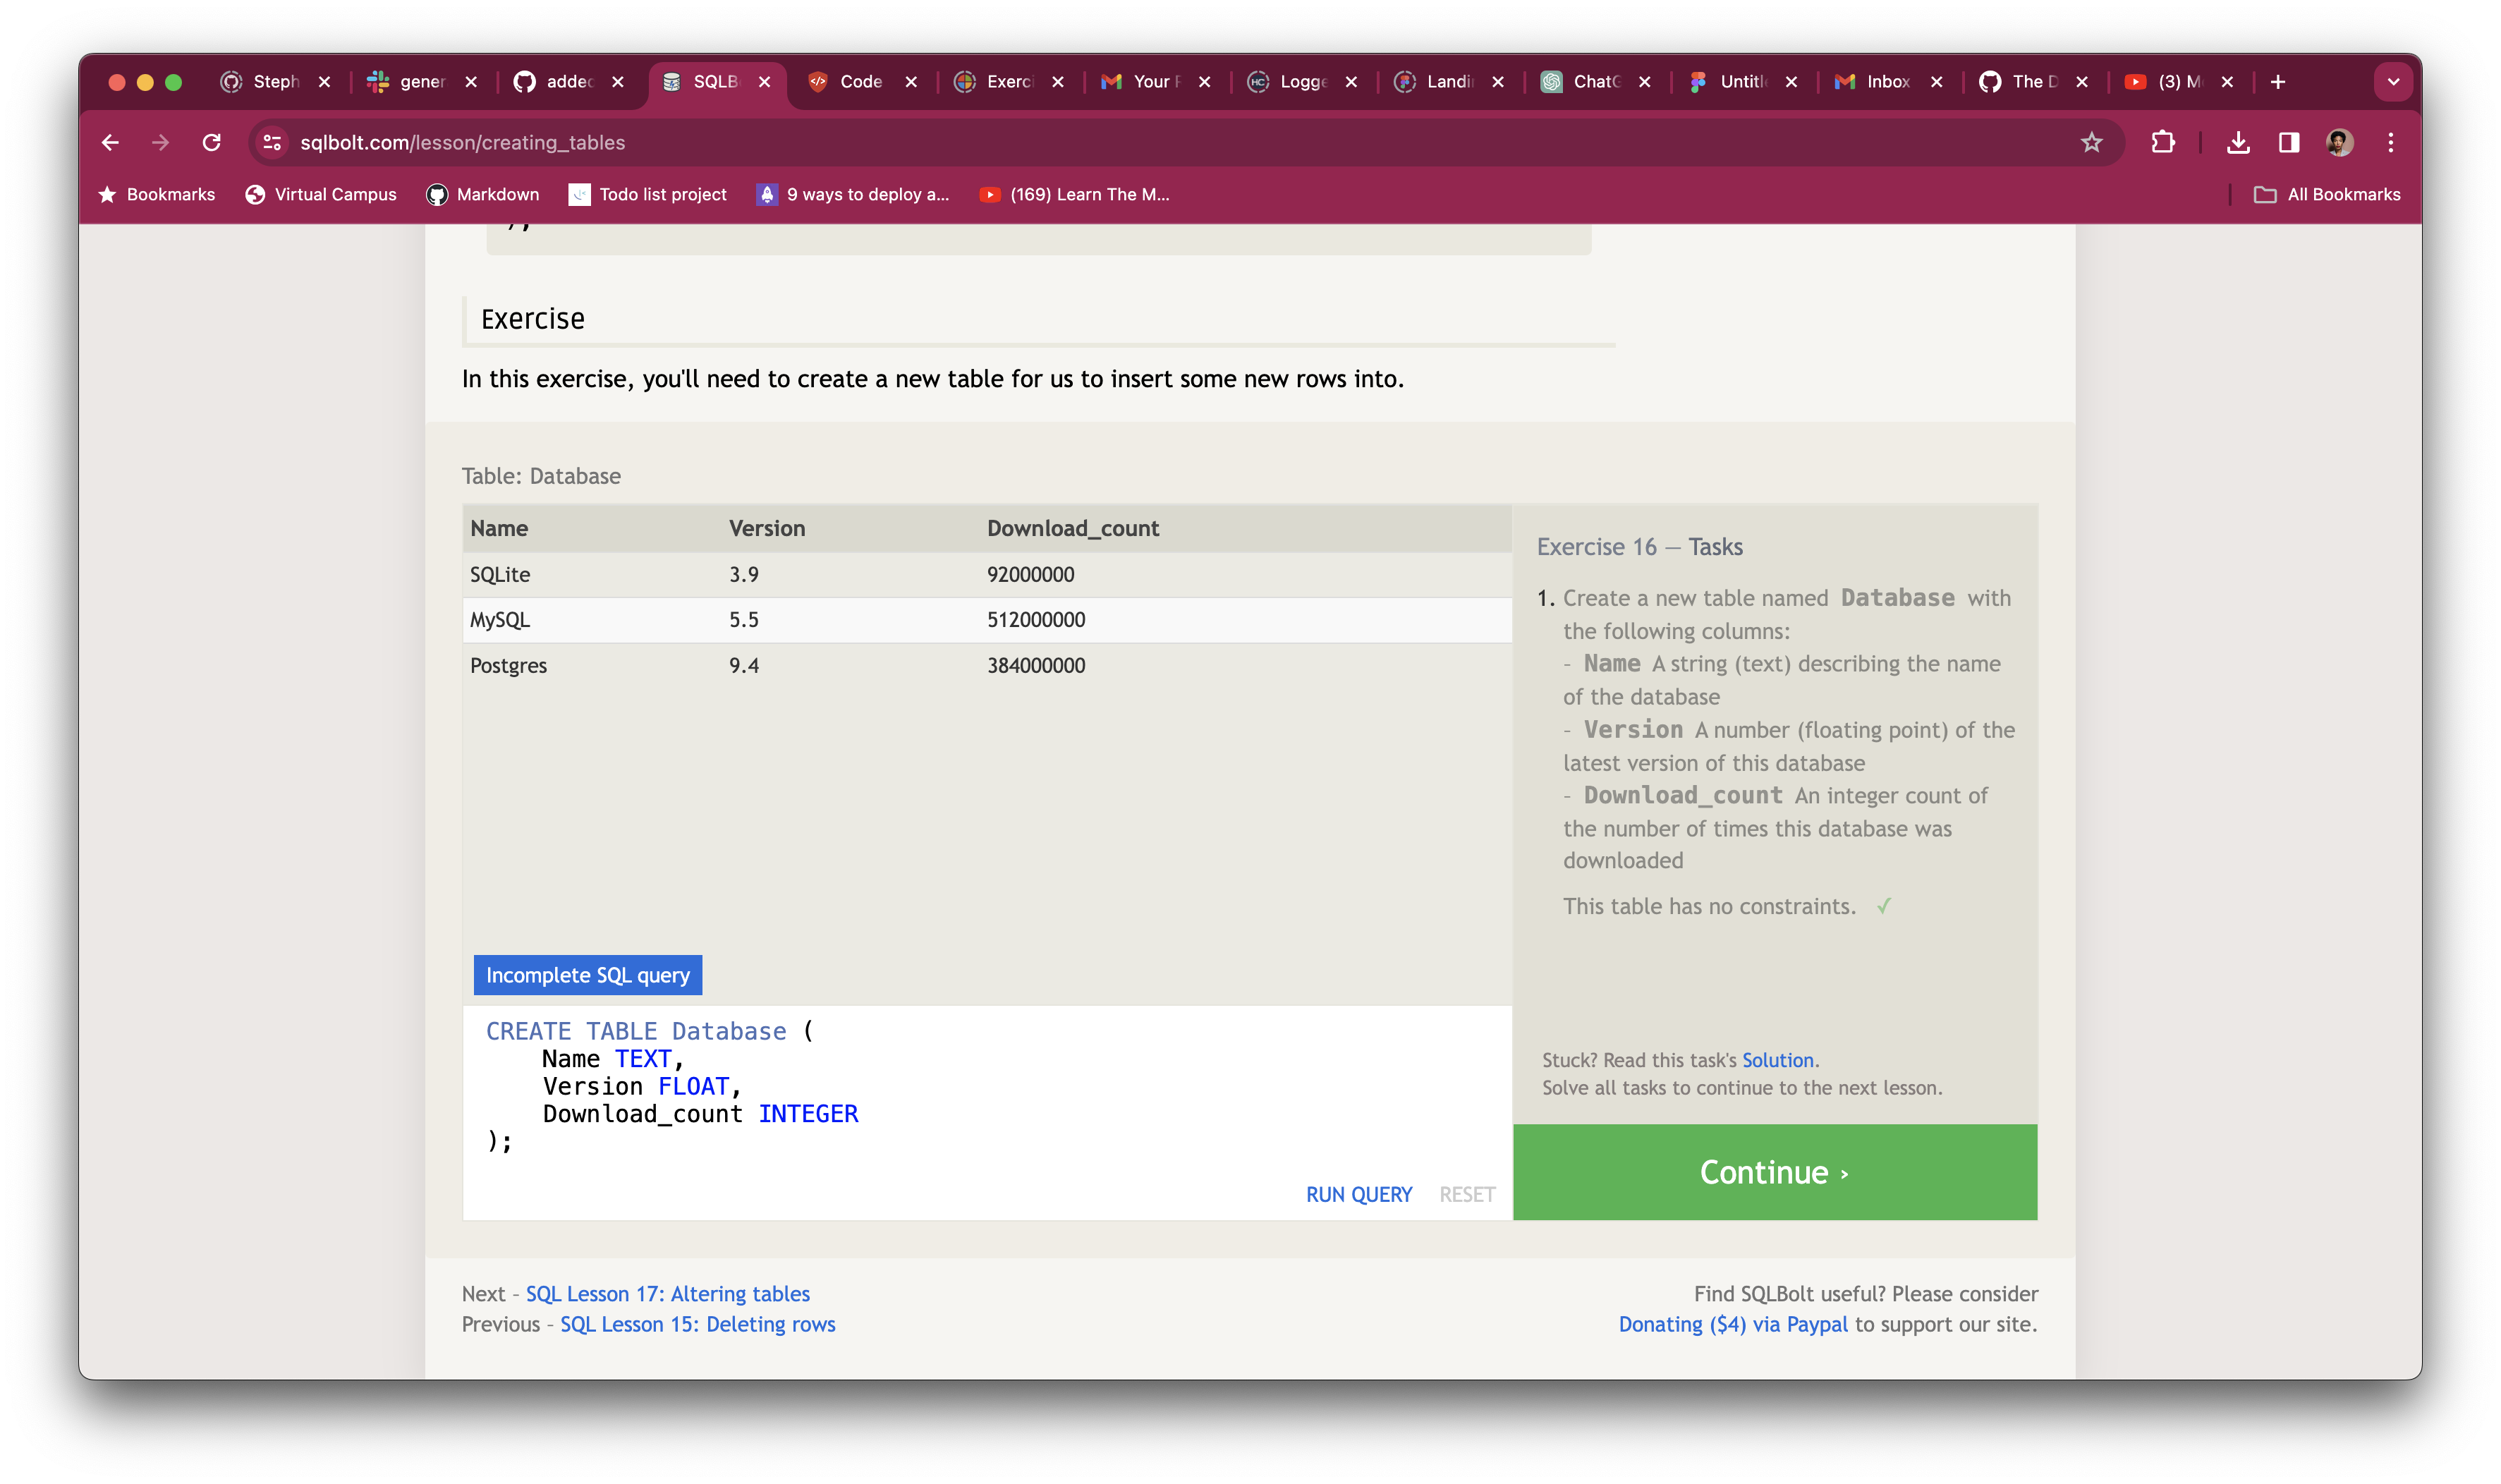 Steph
gener
added
SQLB
Code
Exerci
Your
Logge
Landi
ChatG
Untitl
Inbox
The D
(3) M
sqlbolt.com/lesson/creating_tables
Bookmarks
Virtual Campus
Markdown
Todo list project
9 ways to deploy a...
(169) Learn The M...
All Bookmarks
);
Exercise
In this exercise, you'll need to create a new table for us to insert some new rows into.
Table: Database
Name Version Download_count
SQLite 3.9 92000000
MySQL 5.5 512000000
Postgres 9.4 384000000
Incomplete SQL query
CREATE TABLE Database (
Name TEXT,
Version FLOAT,
Download_count INTEGER
);
RUN QUERY RESET
Exercise 16 — Tasks
1. Create a new table named Database with
the following columns:
- Name A string (text) describing the name
of the database
- Version A number (floating point) of the
latest version of this database
- Download_count An integer count of
the number of times this database was
downloaded
This table has no constraints. ✓
Stuck? Read this task's Solution.
Solve all tasks to continue to the next lesson.
Continue ›
Next – SQL Lesson 17: Altering tables
Previous – SQL Lesson 15: Deleting rows
Find SQLBolt useful? Please consider
Donating ($4) via Paypal to support our site.